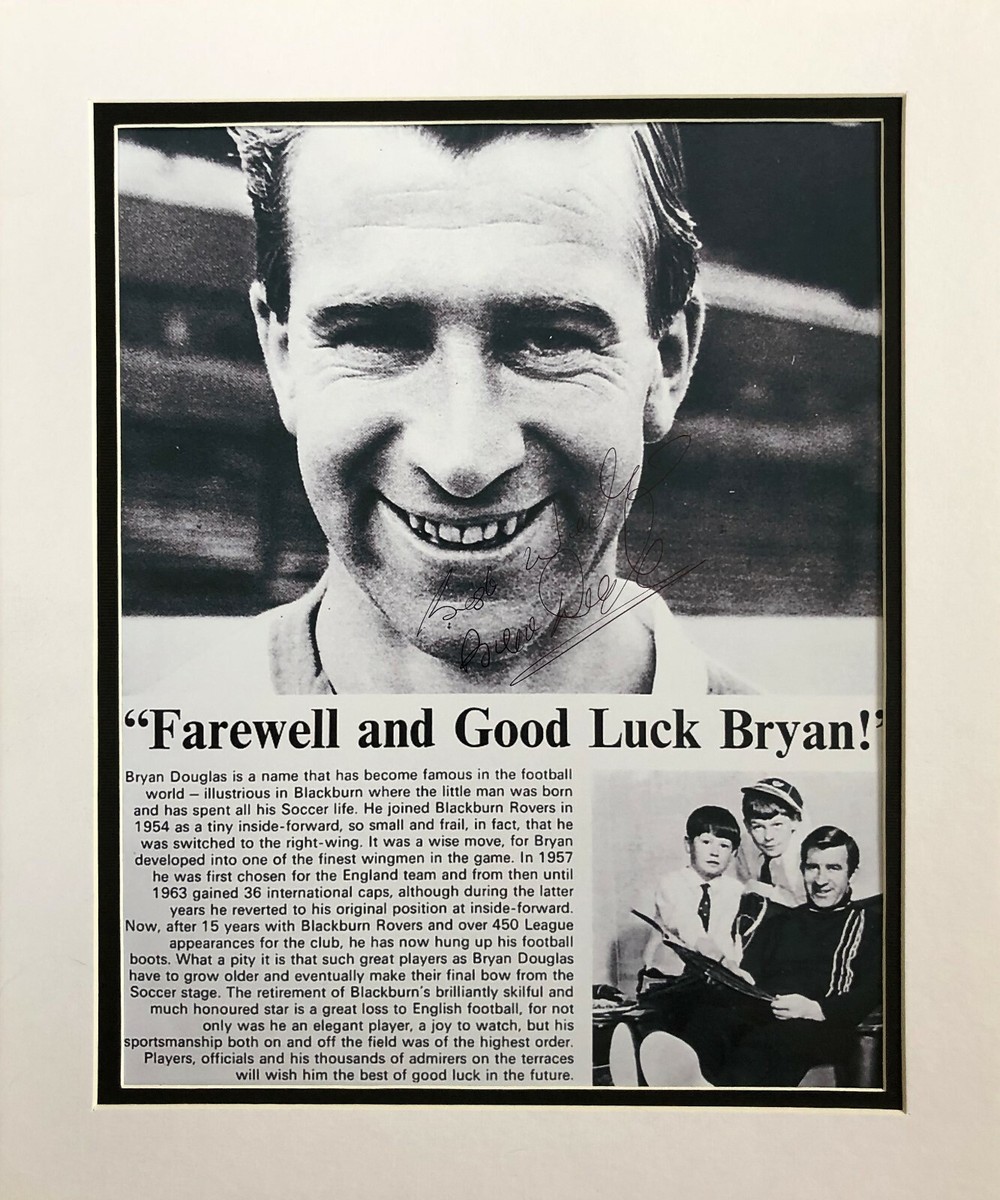 Best Wishes
Bryan Douglas
“Farewell and Good Luck Bryan!”
Bryan Douglas is a name that has become famous in the football
world – illustrious in Blackburn where the little man was born
and has spent all his Soccer life. He joined Blackburn Rovers in
1954 as a tiny inside-forward, so small and frail, in fact, that he
was switched to the right-wing. It was a wise move, for Bryan
developed into one of the finest wingmen in the game. In 1957
he was first chosen for the England team and from then until
1963 gained 36 international caps, although during the latter
years he reverted to his original position at inside-forward.
Now, after 15 years with Blackburn Rovers and over 450 League
appearances for the club, he has now hung up his football
boots. What a pity it is that such great players as Bryan Douglas
have to grow older and eventually make their final bow from the
Soccer stage. The retirement of Blackburn's brilliantly skilful and
much honoured star is a great loss to English football, for not
only was he an elegant player, a joy to watch, but his
sportsmanship both on and off the field was of the highest order.
Players, officials and his thousands of admirers on the terraces
will wish him the best of good luck in the future.